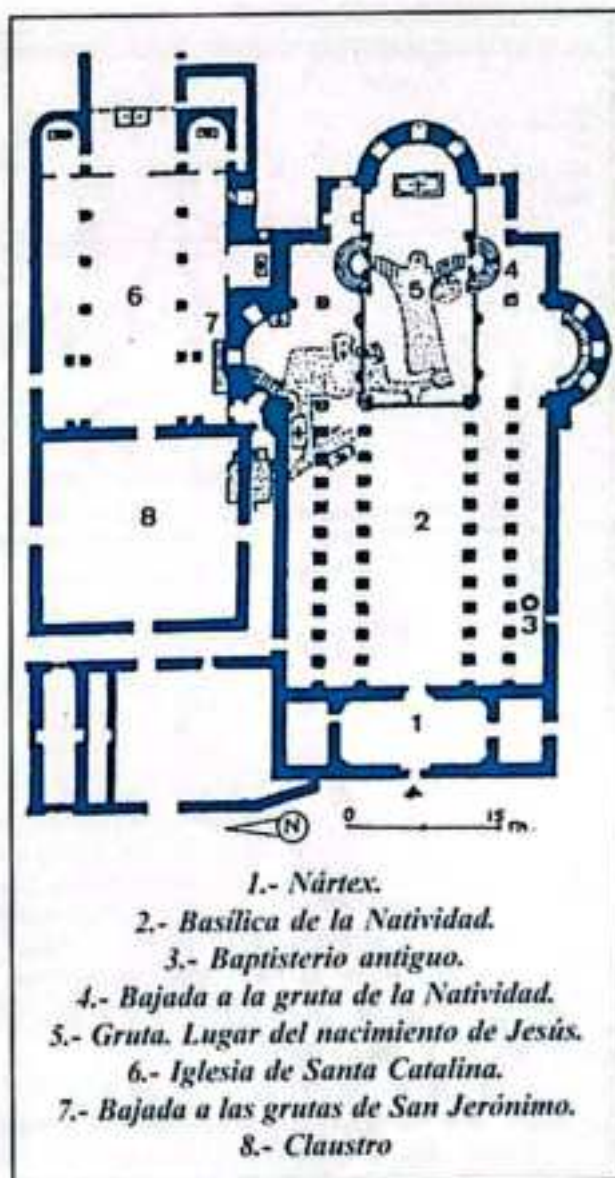 6
7
5
4
8
2
3
1
N
0 15 m.
1.- Nártex.
2.- Basílica de la Natividad.
3.- Baptisterio antiguo.
4.- Bajada a la gruta de la Natividad.
5.- Gruta. Lugar del nacimiento de Jesús.
6.- Iglesia de Santa Catalina.
7.- Bajada a las grutas de San Jerónimo.
8.- Claustro